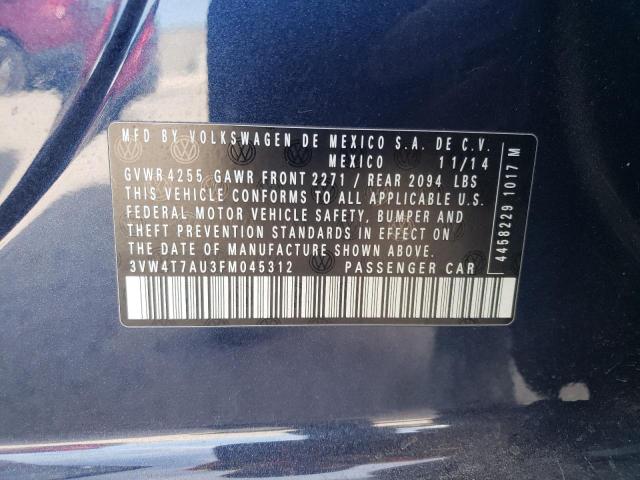 MFD BY VOLKSWAGEN DE MEXICO S.A. DE C.V.
MEXICO 11/14
GVWR 4255 GAWR FRONT 2271 / REAR 2094 LBS
THIS VEHICLE CONFORMS TO ALL APPLICABLE U.S.
FEDERAL MOTOR VEHICLE SAFETY, BUMPER AND
THEFT PREVENTION STANDARDS IN EFFECT ON
THE DATE OF MANUFACTURE SHOWN ABOVE.
3VW4T7AU3FM045312 PASSENGER CAR
4458229 1017 M